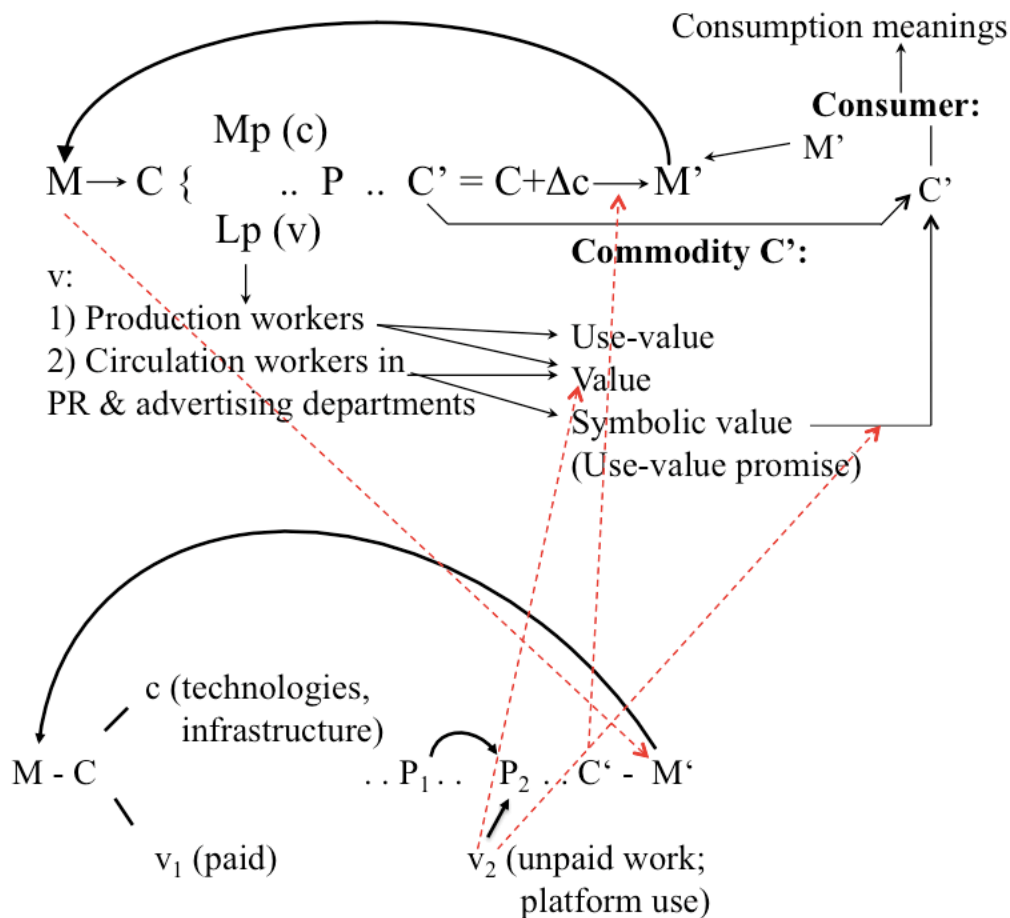 Consumption meanings
Consumer:
Mp (c)
M’
M → C { .. P .. C’ = C+Δc → M’
C’
Lp (v)
Commodity C’:
v:
1) Production workers
2) Circulation workers in
PR & advertising departments
Use-value
Value
Symbolic value
(Use-value promise)
c (technologies,
infrastructure)
M - C
. . P₁ . . P₂ . . C‘ - M‘
v₁ (paid)
v₂ (unpaid work;
platform use)